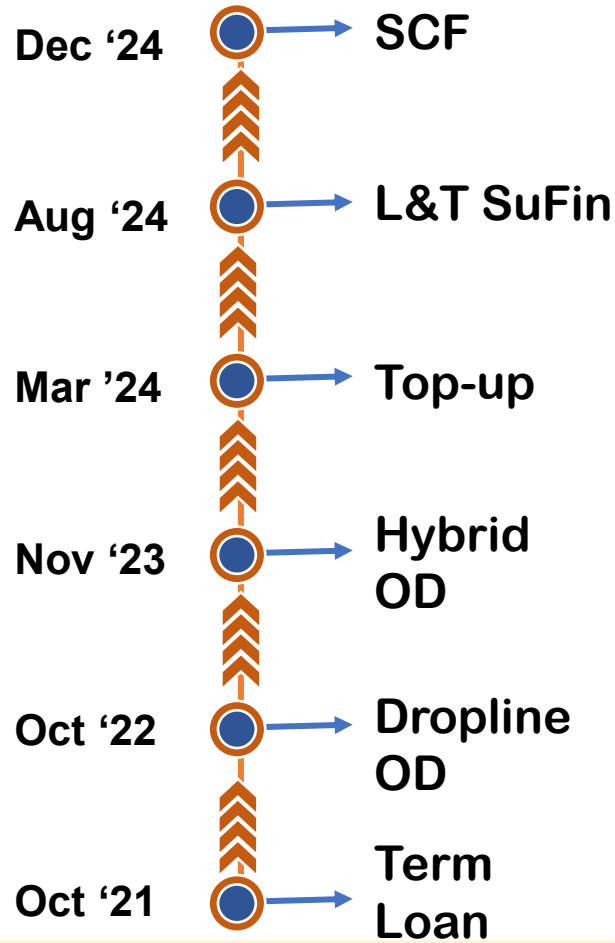 Dec ‘24
SCF
Aug ‘24
L&T SuFin
Mar ’24
Top-up
Nov ‘23
Hybrid
OD
Oct ‘22
Dropline
OD
Oct ‘21
Term
Loan